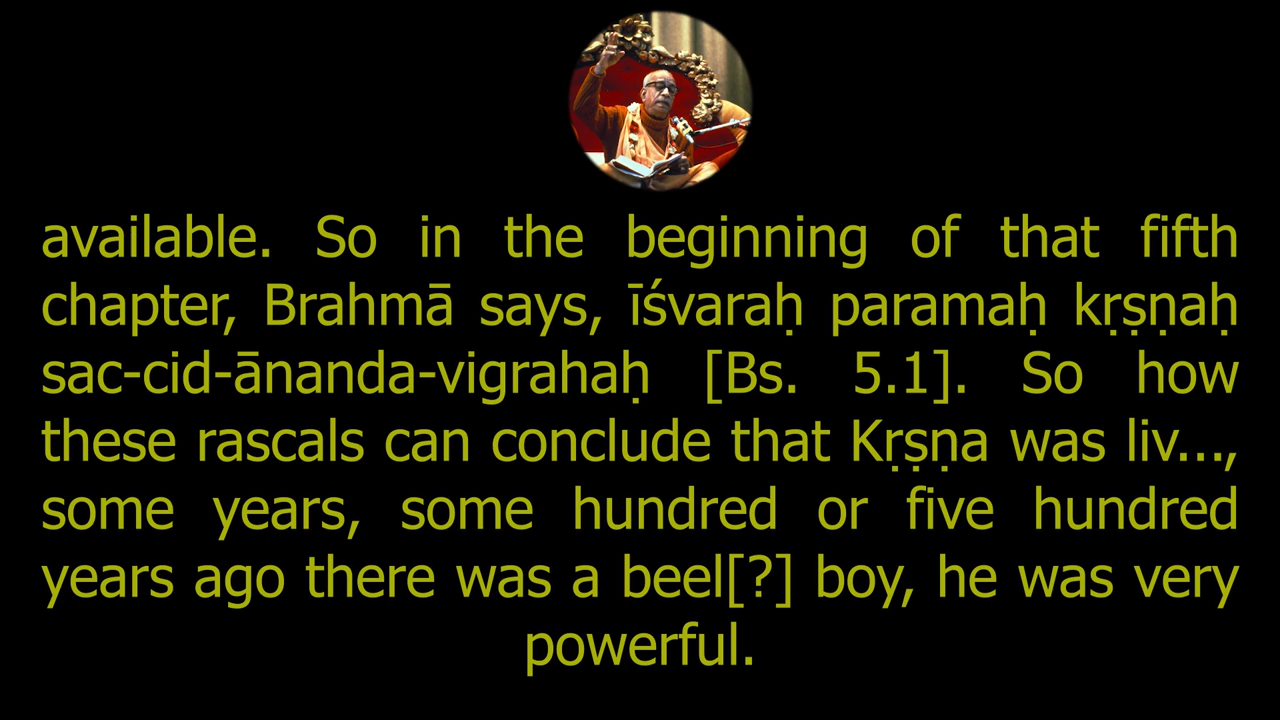 available. So in the beginning of that fifth
chapter, Brahmā says, īśvaraḥ paramaḥ kṛṣṇaḥ
sac-cid-ānanda-vigrahaḥ [Bs. 5.1]. So how
these rascals can conclude that Kṛṣṇa was liv...,
some years, some hundred or five hundred
years ago there was a beel[?] boy, he was very
powerful.